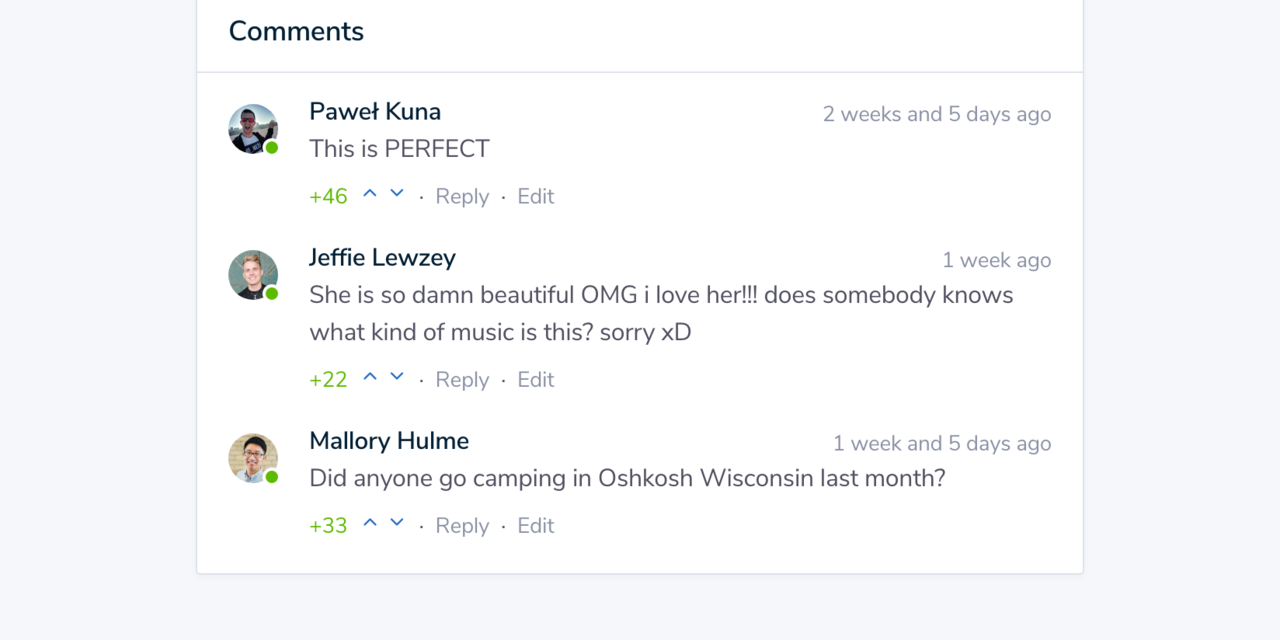 Comments
Paweł Kuna
2 weeks and 5 days ago
This is PERFECT
+46 · Reply · Edit
Jeffie Lewzey
1 week ago
She is so damn beautiful OMG i love her!!! does somebody knows
what kind of music is this? sorry xD
+22 · Reply · Edit
Mallory Hulme
1 week and 5 days ago
Did anyone go camping in Oshkosh Wisconsin last month?
+33 · Reply · Edit